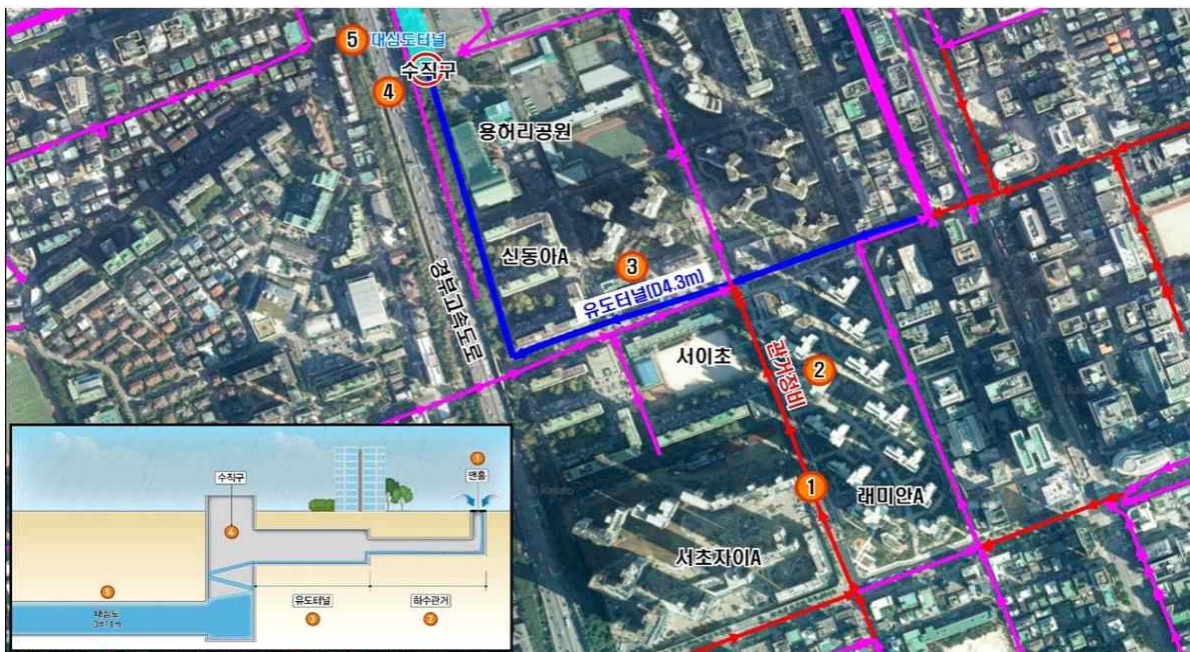 5
대심도터널
수직구
4
용허리공원
신동아A
3
유도터널(D4.3m)
경부고속도로
서이초
관거정비
2
1
래미안A
서초자이A
수직구
4
1
맨홀
5
대심도
유도터널
3
하수관거
2